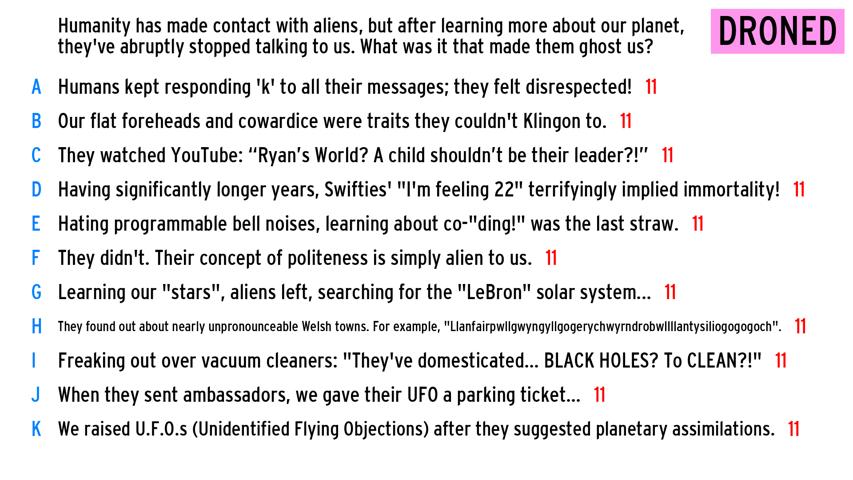 Humanity has made contact with aliens, but after learning more about our planet,
they've abruptly stopped talking to us. What was it that made them ghost us?
DRONED
A Humans kept responding 'k' to all their messages; they felt disrespected! 11
B Our flat foreheads and cowardice were traits they couldn't Klingon to. 11
C They watched YouTube: “Ryan’s World? A child shouldn’t be their leader?!” 11
D Having significantly longer years, Swifties' "I'm feeling 22" terrifyingly implied immortality! 11
E Hating programmable bell noises, learning about co-"ding!" was the last straw. 11
F They didn't. Their concept of politeness is simply alien to us. 11
G Learning our "stars", aliens left, searching for the "LeBron" solar system... 11
H They found out about nearly unpronounceable Welsh towns. For example, "Llanfairpwllgwyngyllgogerychwyrndrobwllllantysiliogogogoch". 11
I Freaking out over vacuum cleaners: "They've domesticated... BLACK HOLES? To CLEAN?!" 11
J When they sent ambassadors, we gave their UFO a parking ticket... 11
K We raised U.F.O.s (Unidentified Flying Objections) after they suggested planetary assimilations. 11